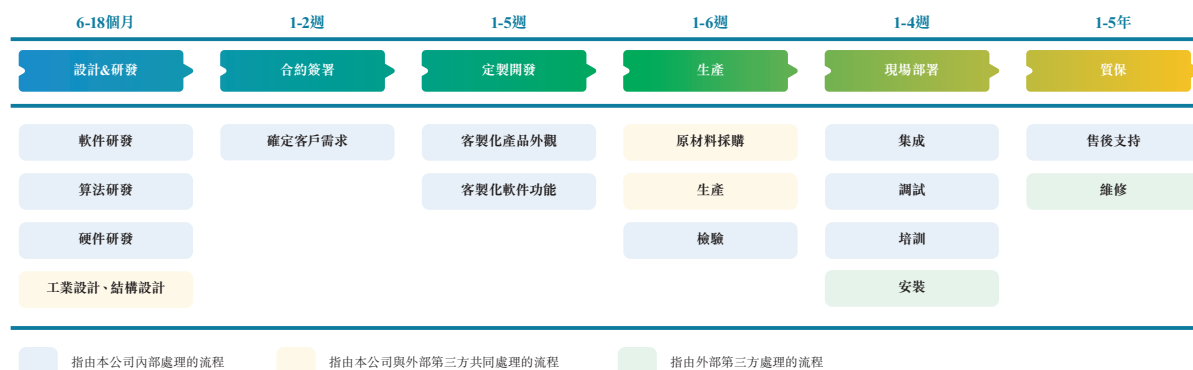 6-18個月 1-2週 1-5週 1-6週 1-4週 1-5年
設計&研發 合約簽署 定製開發 生產 現場部署 質保
軟件研發 確定客戶需求 客製化產品外觀 原材料採購 集成 售後支持
算法研發 客製化軟件功能 生產 調試 維修
硬件研發 檢驗 培訓
工業設計、結構設計 安裝
指由本公司內部處理的流程 指由本公司與外部第三方共同處理的流程 指由外部第三方處理的流程